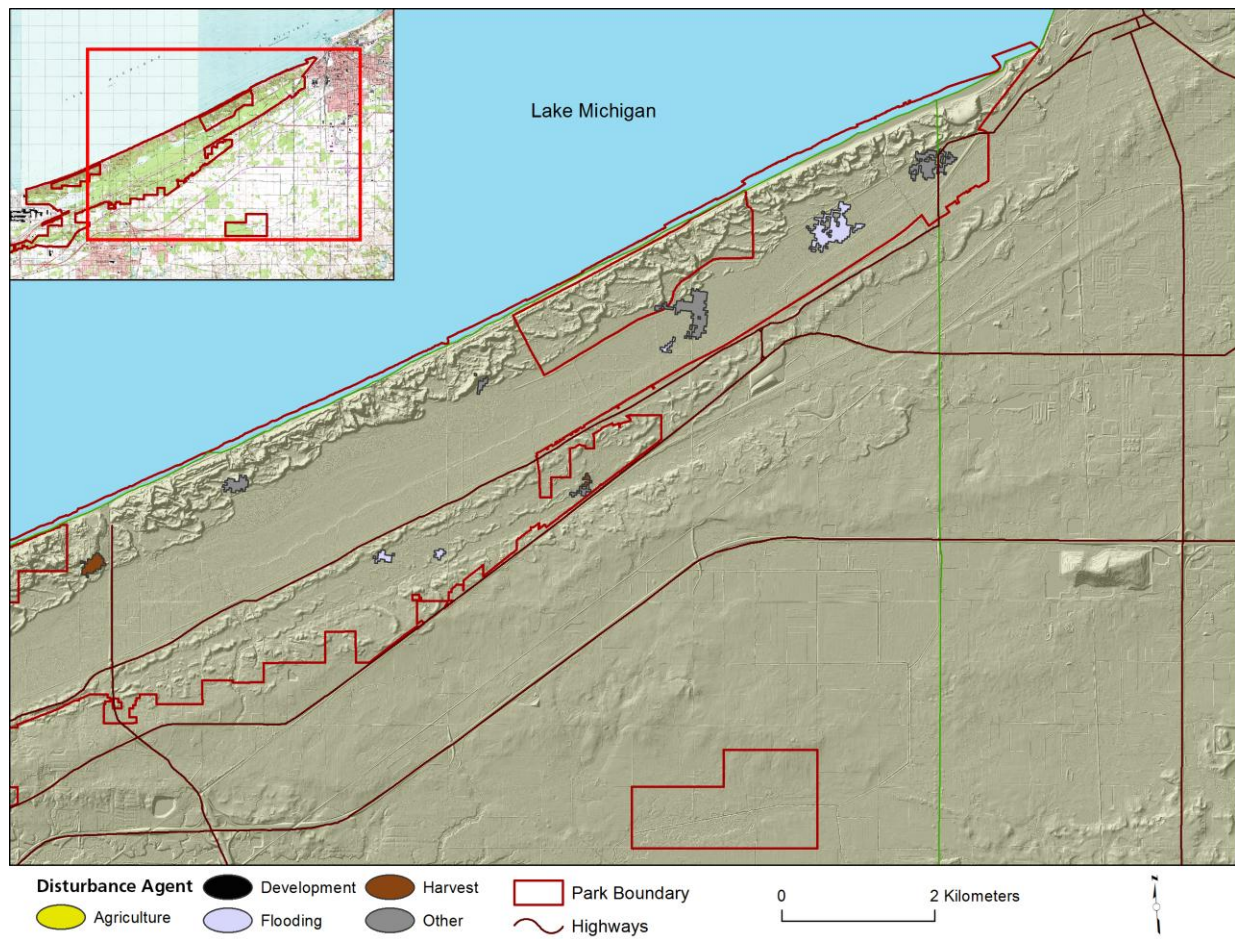 Lake Michigan
Disturbance Agent
Development
Harvest
Agriculture
Flooding
Other
Park Boundary
Highways
0
2 Kilometers
N